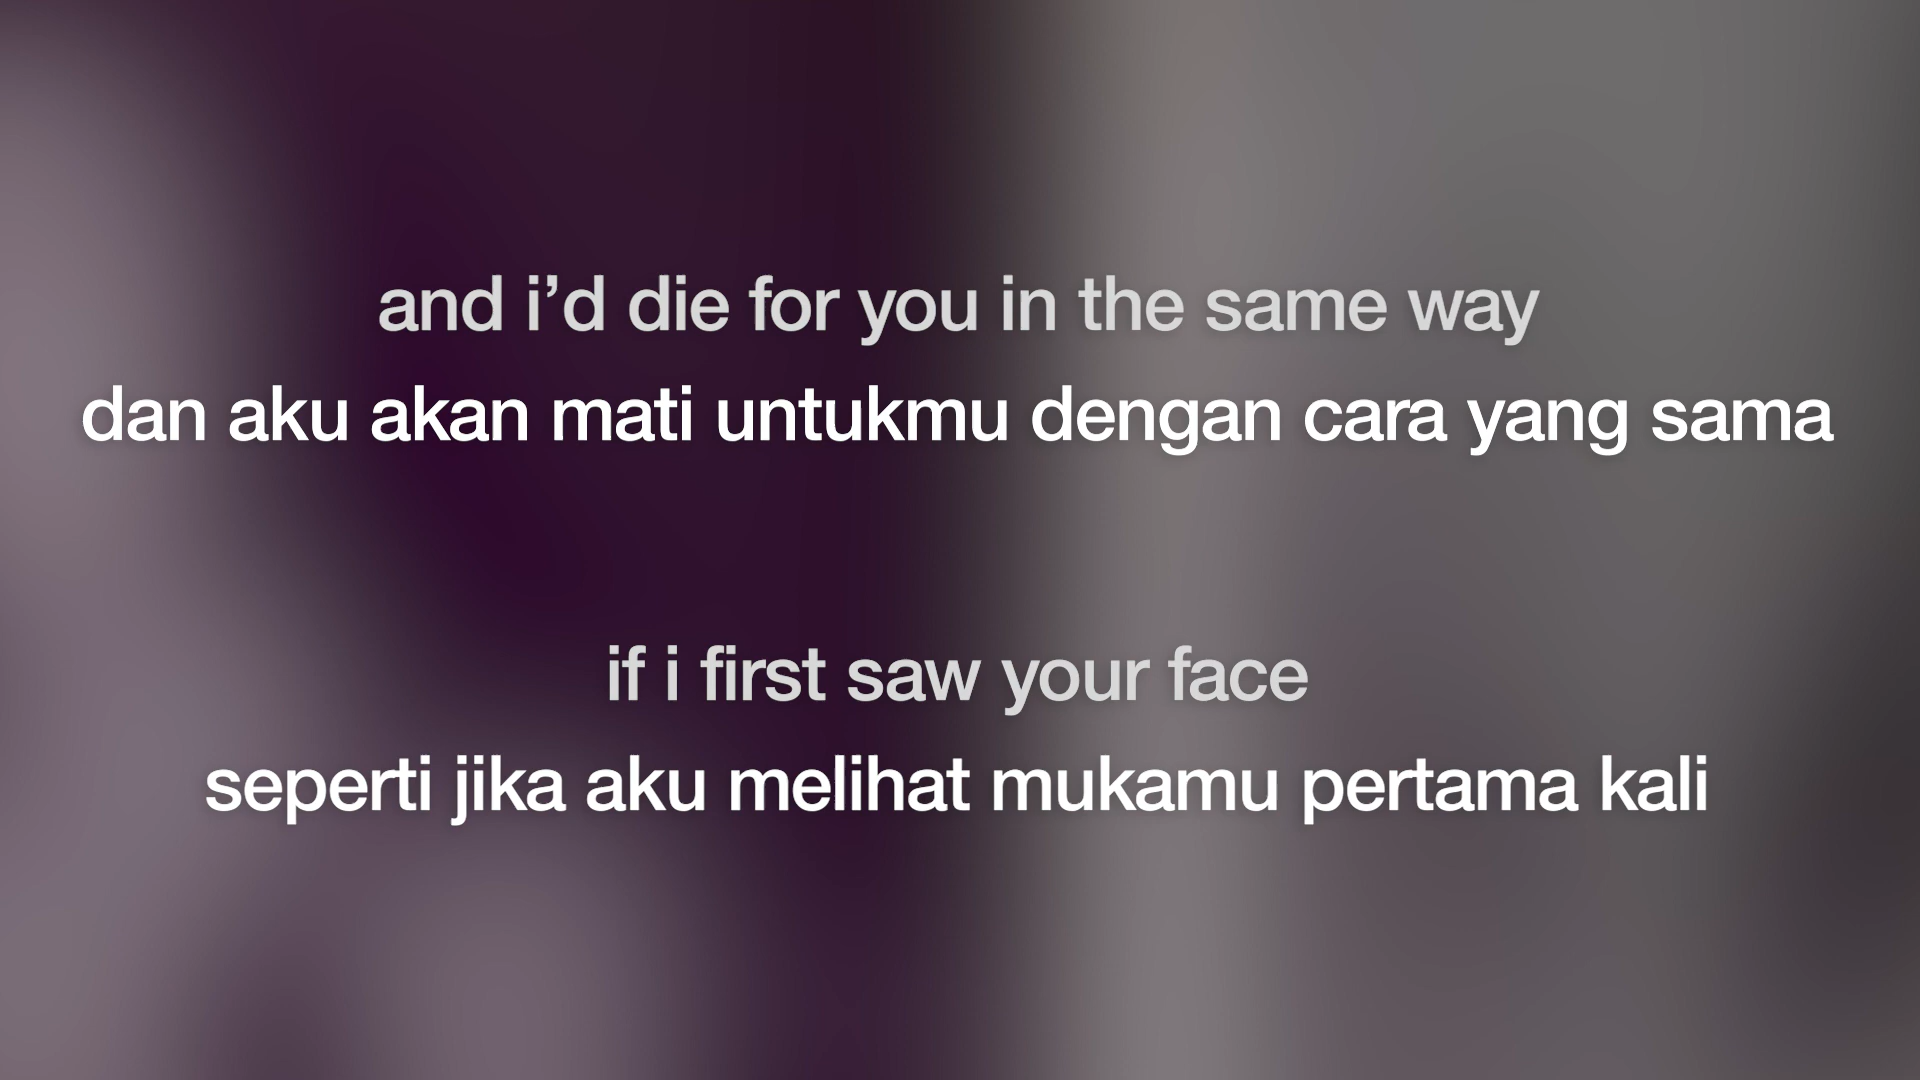 and i’d die for you in the same way
dan aku akan mati untukmu dengan cara yang sama
if i first saw your face
seperti jika aku melihat mukamu pertama kali